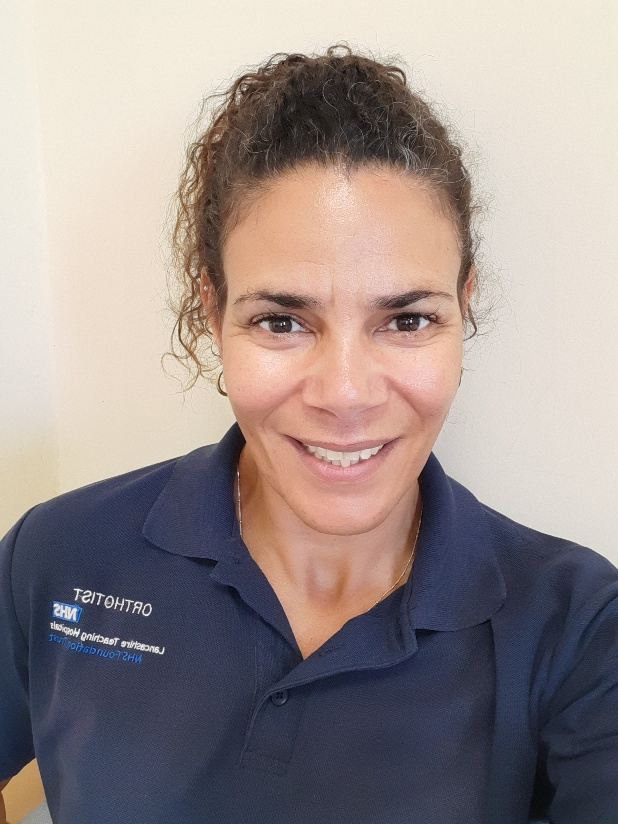 ORTHOTIST
NHS
Lancashire Teaching Hospitals
NHS Foundation Trust